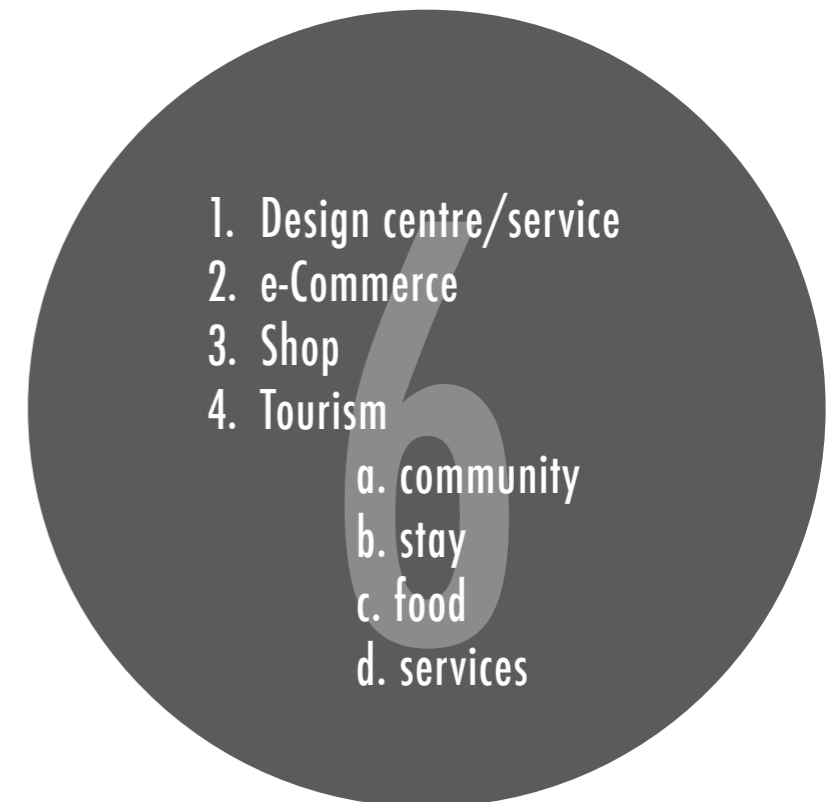 6
1. Design centre/service
2. e-Commerce
3. Shop
4. Tourism
a. community
b. stay
c. food
d. services